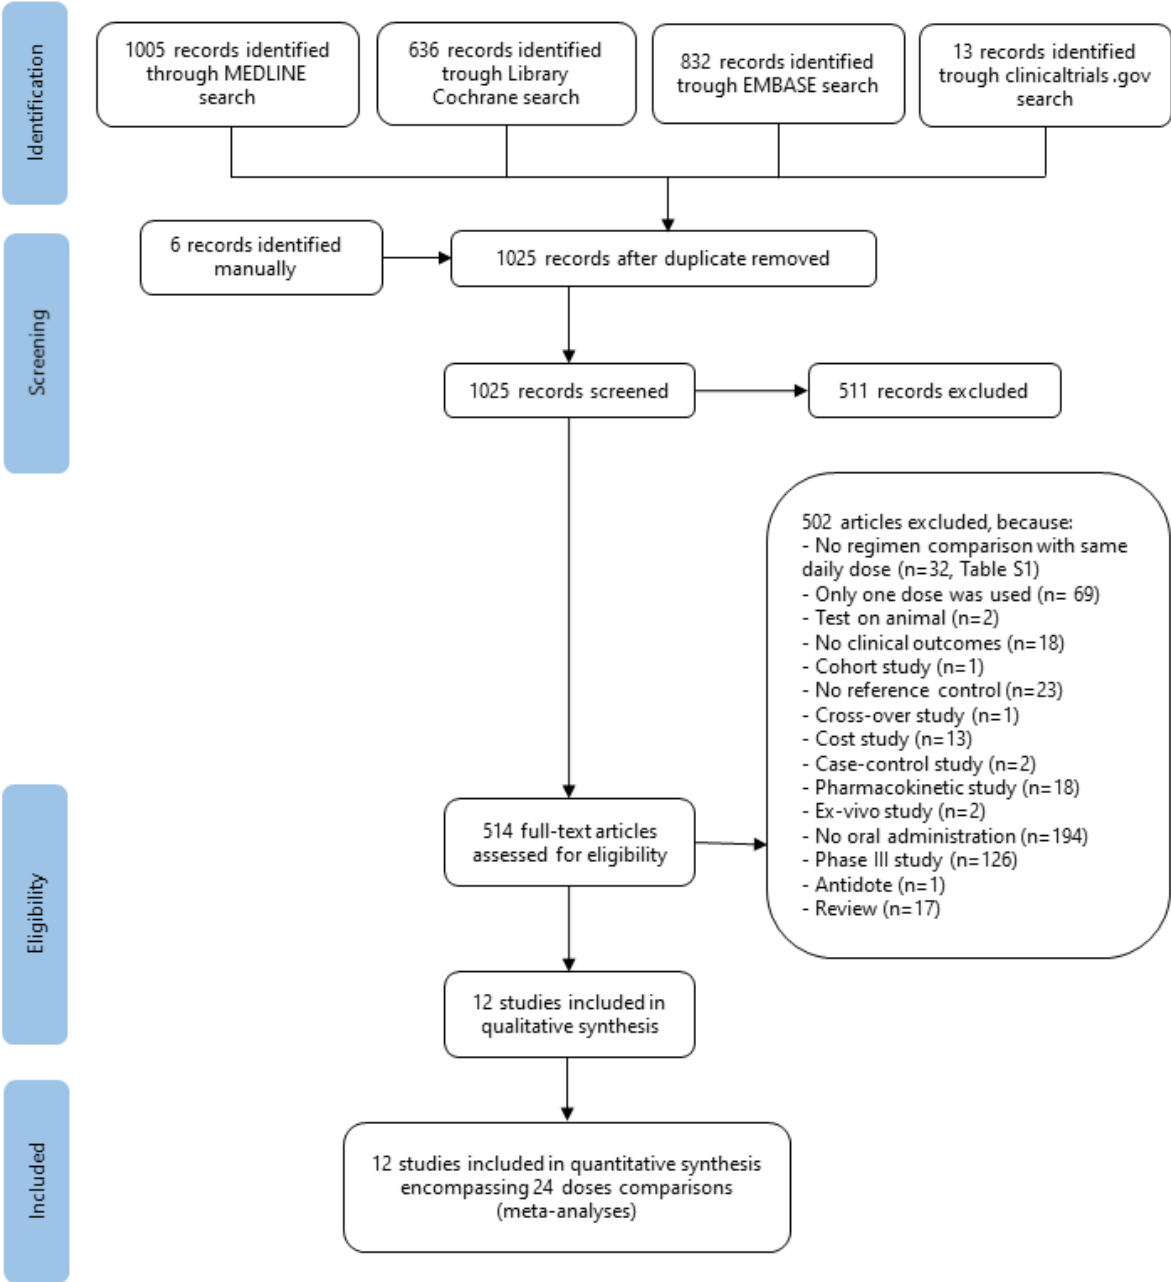 Identification
1005 records identified
through MEDLINE
search
636 records identified
trough Library
Cochrane search
832 records identified
trough EMBASE search
13 records identified
trough clinicaltrials.gov
search
Screening
6 records identified
manually
1025 records after duplicate removed
1025 records screened
511 records excluded
502 articles excluded, because:
- No regimen comparison with same
daily dose (n=32, Table S1)
- Only one dose was used (n= 69)
- Test on animal (n=2)
- No clinical outcomes (n=18)
- Cohort study (n=1)
- No reference control (n=23)
- Cross-over study (n=1)
- Cost study (n=13)
- Case-control study (n=2)
- Pharmacokinetic study (n=18)
- Ex-vivo study (n=2)
- No oral administration (n=194)
- Phase III study (n=126)
- Antidote (n=1)
- Review (n=17)
Eligibility
514 full-text articles
assessed for eligibility
12 studies included in
qualitative synthesis
Included
12 studies included in quantitative synthesis
encompassing 24 doses comparisons
(meta-analyses)